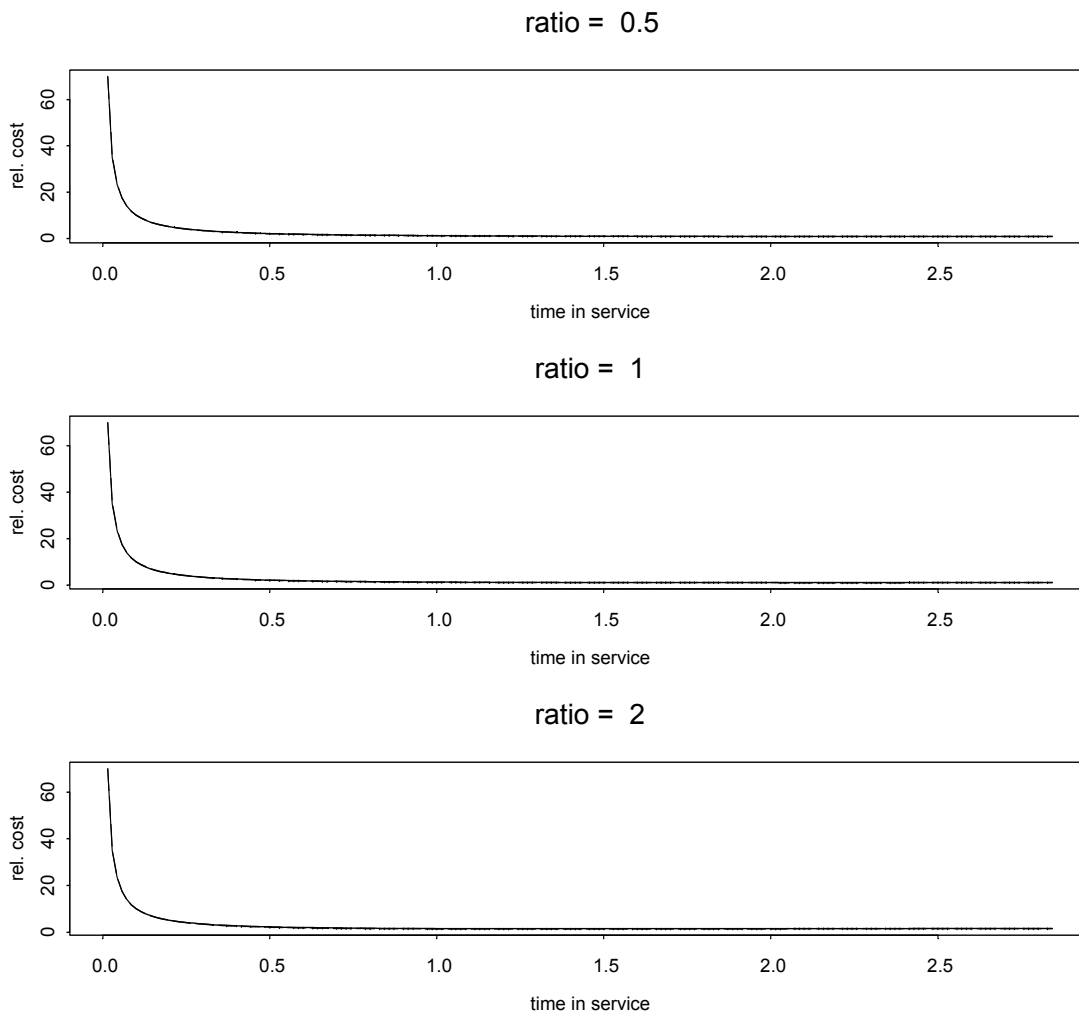 ratio = 0.5
rel. cost
60
40
20
0
0.0 0.5 1.0 1.5 2.0 2.5
time in service
ratio = 1
rel. cost
60
40
20
0
0.0 0.5 1.0 1.5 2.0 2.5
time in service
ratio = 2
rel. cost
60
40
20
0
0.0 0.5 1.0 1.5 2.0 2.5
time in service